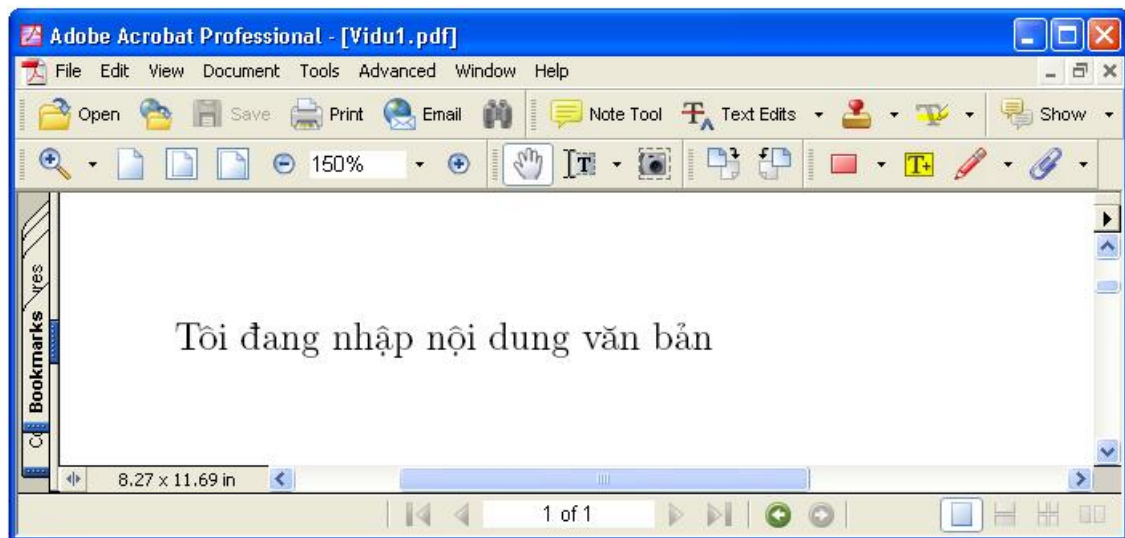 Adobe Acrobat Professional - [Vidu1.pdf]
File Edit View Document Tools Advanced Window Help
Open Save Print Email Note Tool Text Edits Show
150%
Bookmarks
Tôi đang nhập nội dung văn bản
8.27 x 11.69 in
1 of 1